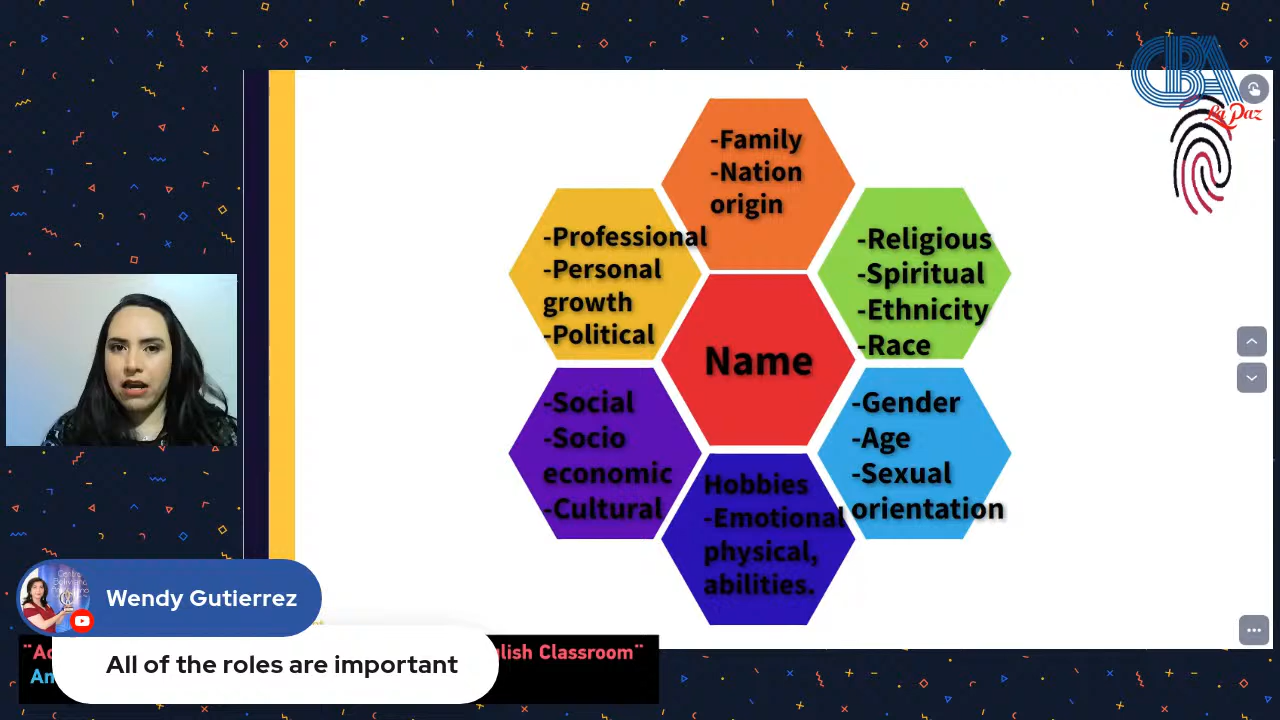 CBA
La Paz
-Family
-Nation
origin
-Professional
-Personal
growth
-Political
-Religious
-Spiritual
-Ethnicity
-Race
Name
-Social
-Socio
economic
-Cultural
-Gender
-Age
-Sexual
orientation
Hobbies
-Emotional
physical,
abilities.
Wendy Gutierrez
All of the roles are important
Classroom¨